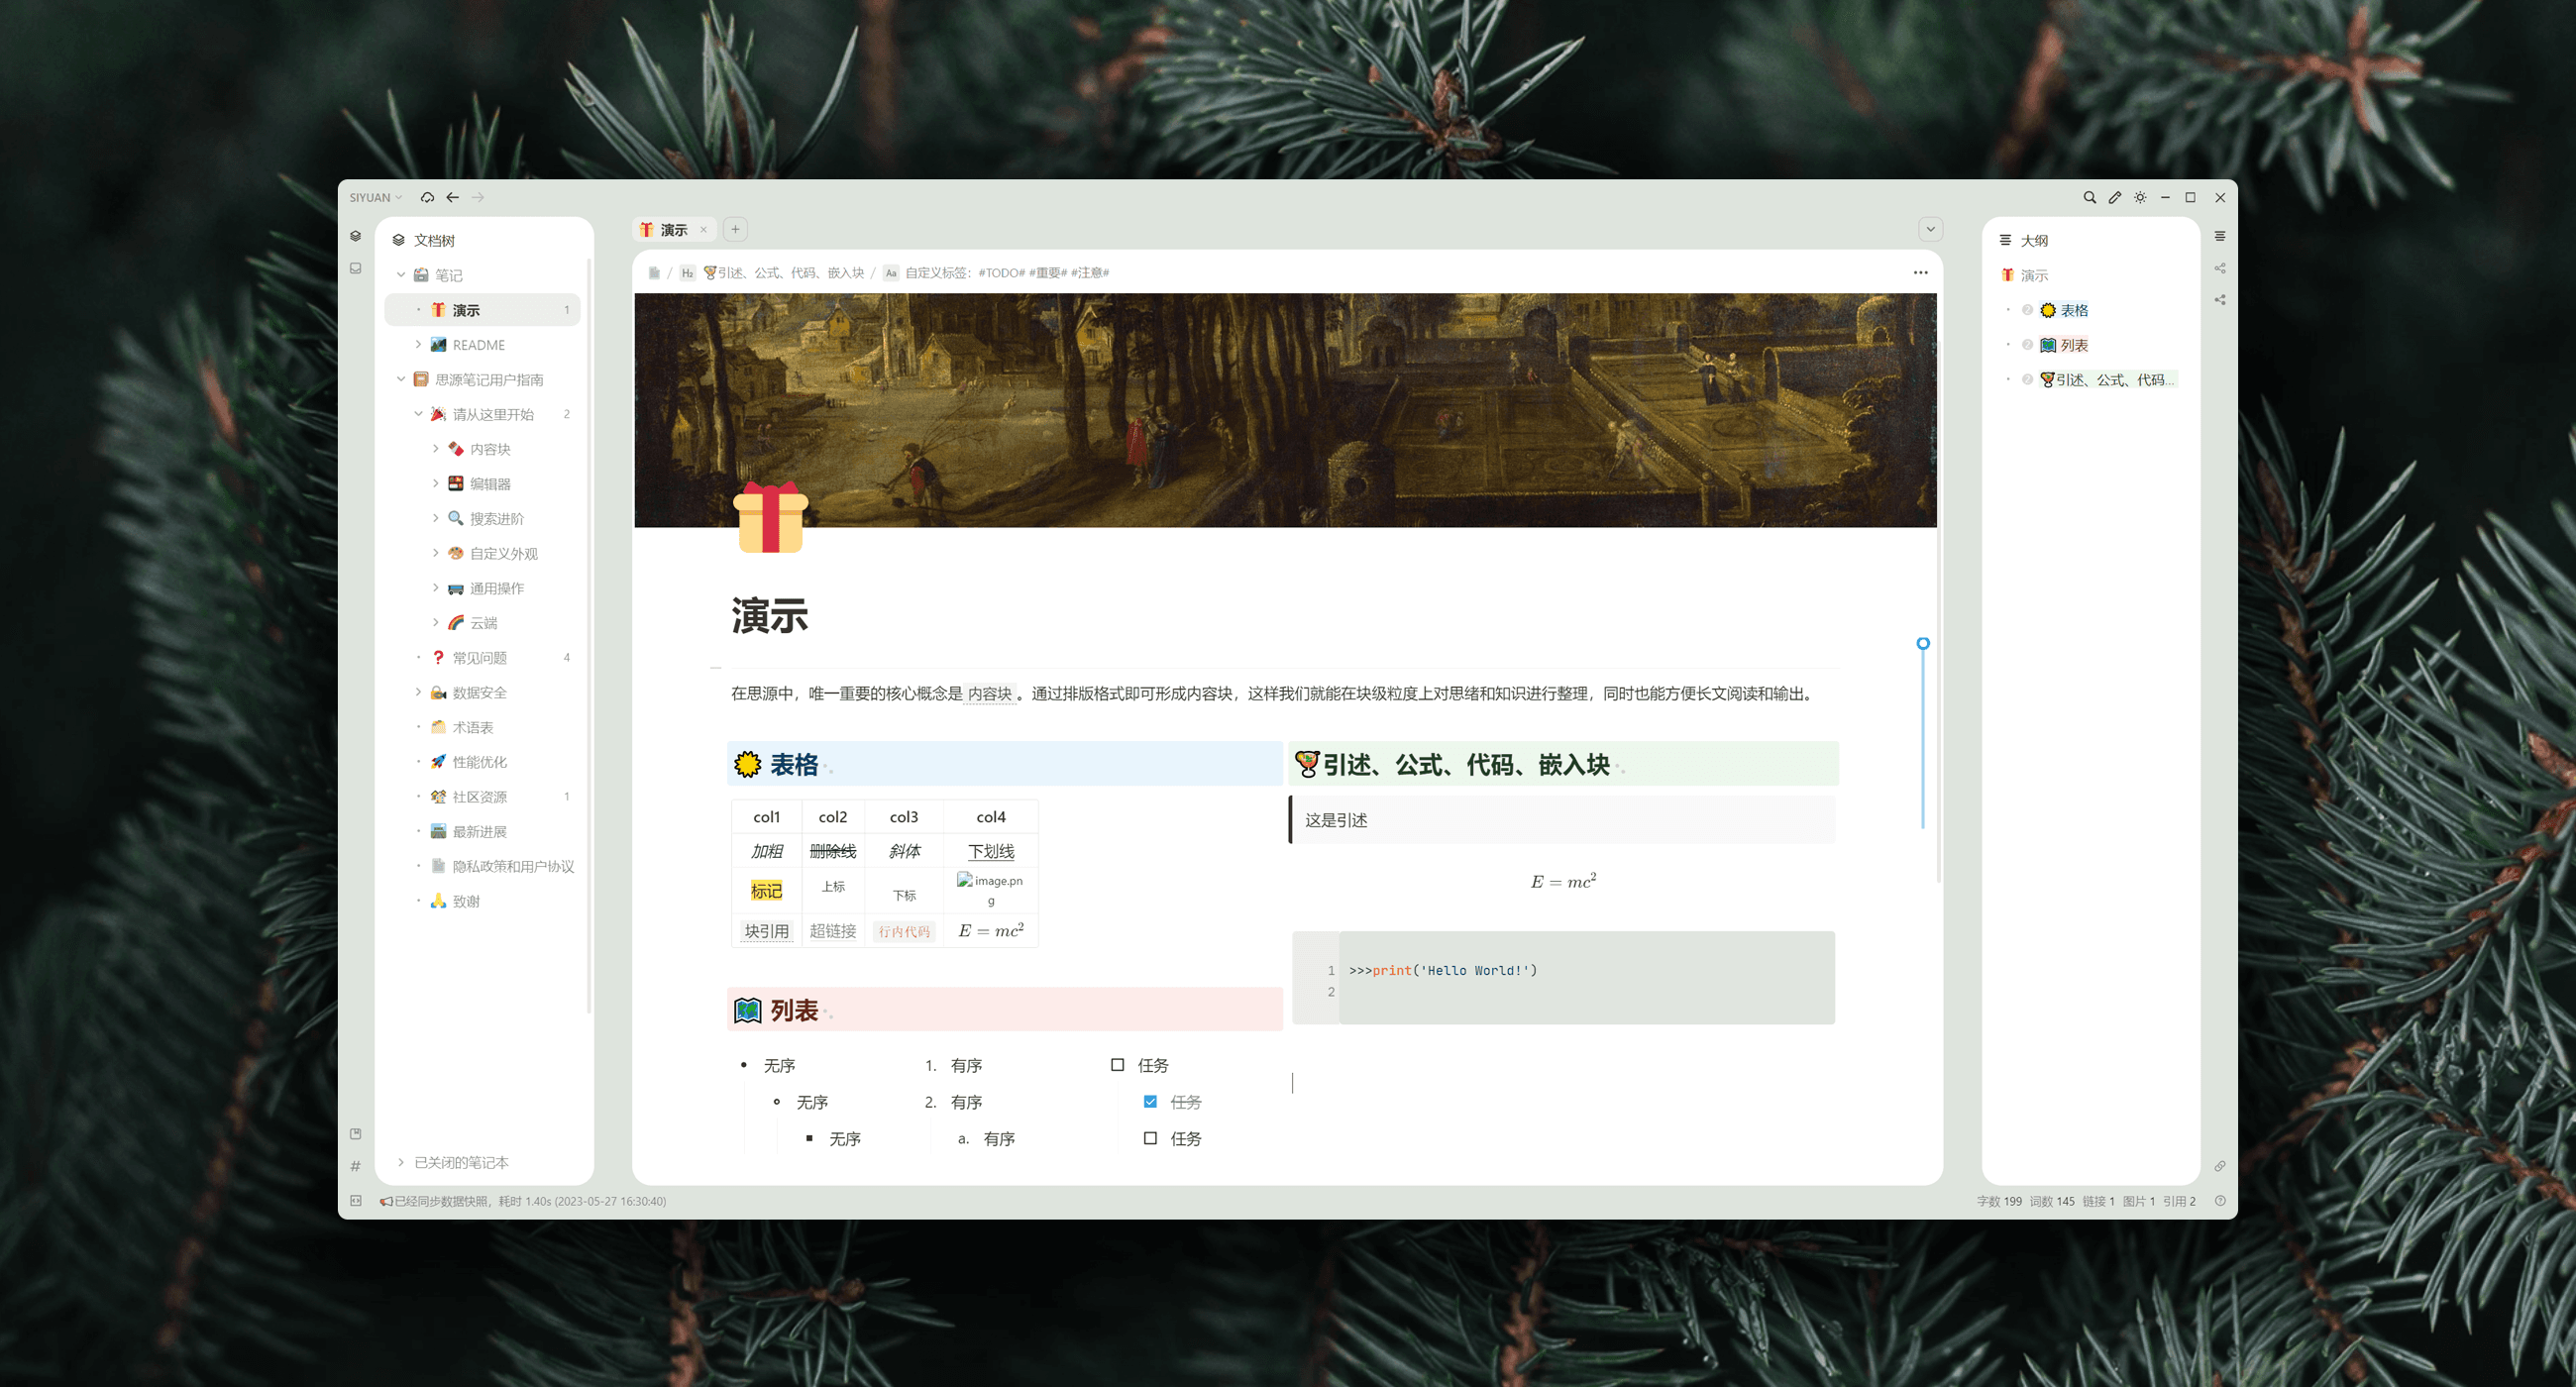 SIYUAN
文档树
笔记
演示 1
README
思源笔记用户指南
请从这里开始 2
内容块
编辑器
搜索进阶
自定义外观
通用操作
云端
常见问题 4
数据安全
术语表
性能优化
社区资源 1
最新进展
隐私政策和用户协议
致谢
已关闭的笔记本
演示
/ H2 引述、公式、代码、嵌入块 / Aa 自定义标签：#TODO# #重要# #注意#
演示
在思源中，唯一重要的核心概念是 内容块 。通过排版格式即可形成内容块，这样我们就能在块级粒度上对思绪和知识进行整理，同时也能方便长文阅读和输出。
表格
col1 col2 col3 col4
加粗 删除线 斜体 下划线
标记 上标 下标 image.pn
g
块引用 超链接 行内代码 E = mc²
列表
• 无序
无序
无序
1. 有序
2. 有序
a. 有序
任务
任务
任务
引述、公式、代码、嵌入块
这是引述
E = mc²
1 >>>print('Hello World!')
2
大纲
演示
表格
列表
引述、公式、代码...
已经同步数据快照，耗时 1.40s (2023-05-27 16:30:40)
字数 199 词数 145 链接 1 图片 1 引用 2